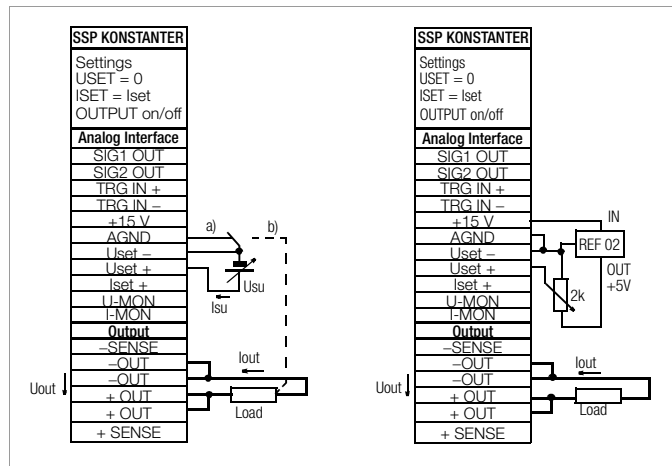 SSP KONSTANTER
Settings
USET = 0
ISET = Iset
OUTPUT on/off
Analog Interface
SIG1 OUT
SIG2 OUT
TRG IN +
TRG IN –
+15 V
AGND
Uset –
Uset +
Iset +
U-MON
I-MON
Output
–SENSE
–OUT
–OUT
+ OUT
+ OUT
+ SENSE
a)
b)
Usu
Isu
Iout
Uout
Load
SSP KONSTANTER
Settings
USET = 0
ISET = Iset
OUTPUT on/off
Analog Interface
SIG1 OUT
SIG2 OUT
TRG IN +
TRG IN –
+15 V
AGND
Uset –
Uset +
Iset +
U-MON
I-MON
Output
–SENSE
–OUT
–OUT
+ OUT
+ OUT
+ SENSE
IN
REF 02
OUT
+5V
2k
Iout
Uout
Load